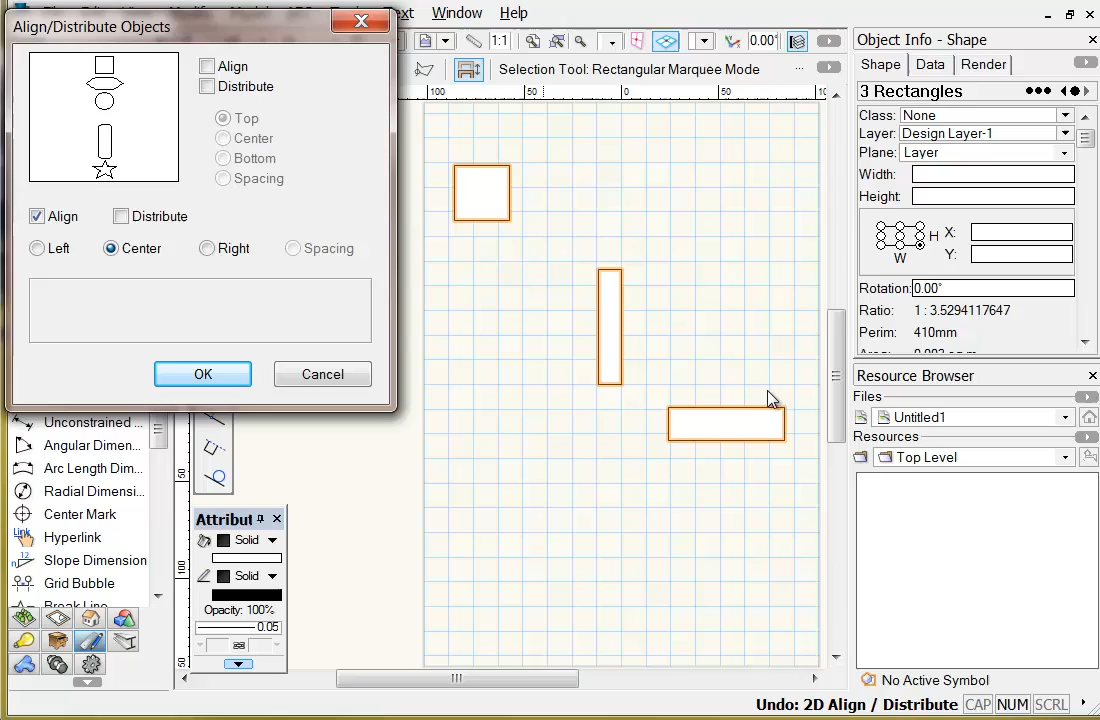 Text Window Help
Align/Distribute Objects
Align
Distribute
Top
Center
Bottom
Spacing
Align Distribute
Left Center Right Spacing
OK Cancel
1:1 0.00°
Selection Tool: Rectangular Marquee Mode ...
100 50 0 50 10
50
100
50
Unconstrained ...
Angular Dimen...
Arc Length Dim...
Radial Dimensi...
Center Mark
Link
Hyperlink
12
Slope Dimension
Grid Bubble
Break Line
Attribut
Solid
Solid
Opacity: 100%
0.05
Object Info - Shape
Shape Data Render
3 Rectangles
Class: None
Layer: Design Layer-1
Plane: Layer
Width:
Height:
H X:
W Y:
Rotation: 0.00°
Ratio: 1 : 3.5294117647
Perim: 410mm
Resource Browser
Files
Untitled1
Resources
Top Level
No Active Symbol
Undo: 2D Align / Distribute CAP NUM SCRL